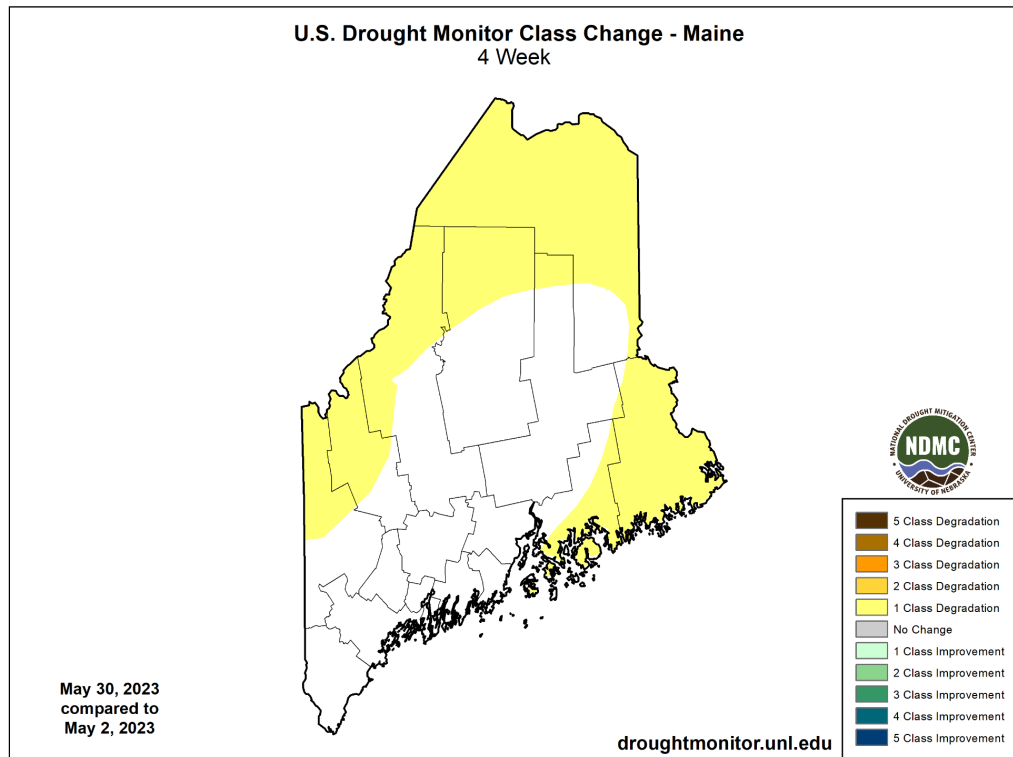 U.S. Drought Monitor Class Change - Maine
4 Week
NATIONAL DROUGHT MITIGATION CENTER
NDMC
UNIVERSITY OF NEBRASKA
5 Class Degradation
4 Class Degradation
3 Class Degradation
2 Class Degradation
1 Class Degradation
No Change
1 Class Improvement
2 Class Improvement
3 Class Improvement
4 Class Improvement
5 Class Improvement
May 30, 2023
compared to
May 2, 2023
droughtmonitor.unl.edu